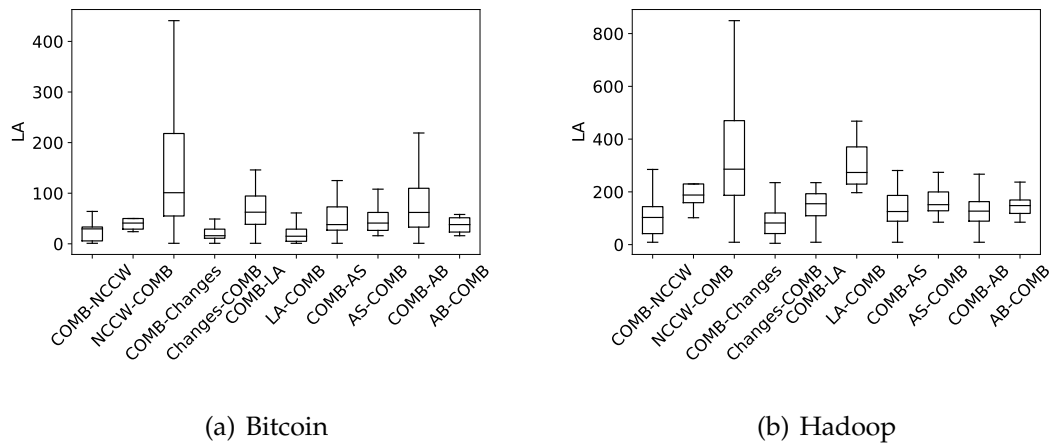 400
300
200
100
0
LA
COMB-NCCW
NCCW-COMB
COMB-Changes
Changes-COMB
COMB-LA
LA-COMB
COMB-AS
AS-COMB
COMB-AB
AB-COMB
(a) Bitcoin
800
600
400
200
0
LA
COMB-NCCW
NCCW-COMB
COMB-Changes
Changes-COMB
COMB-LA
LA-COMB
COMB-AS
AS-COMB
COMB-AB
AB-COMB
(b) Hadoop